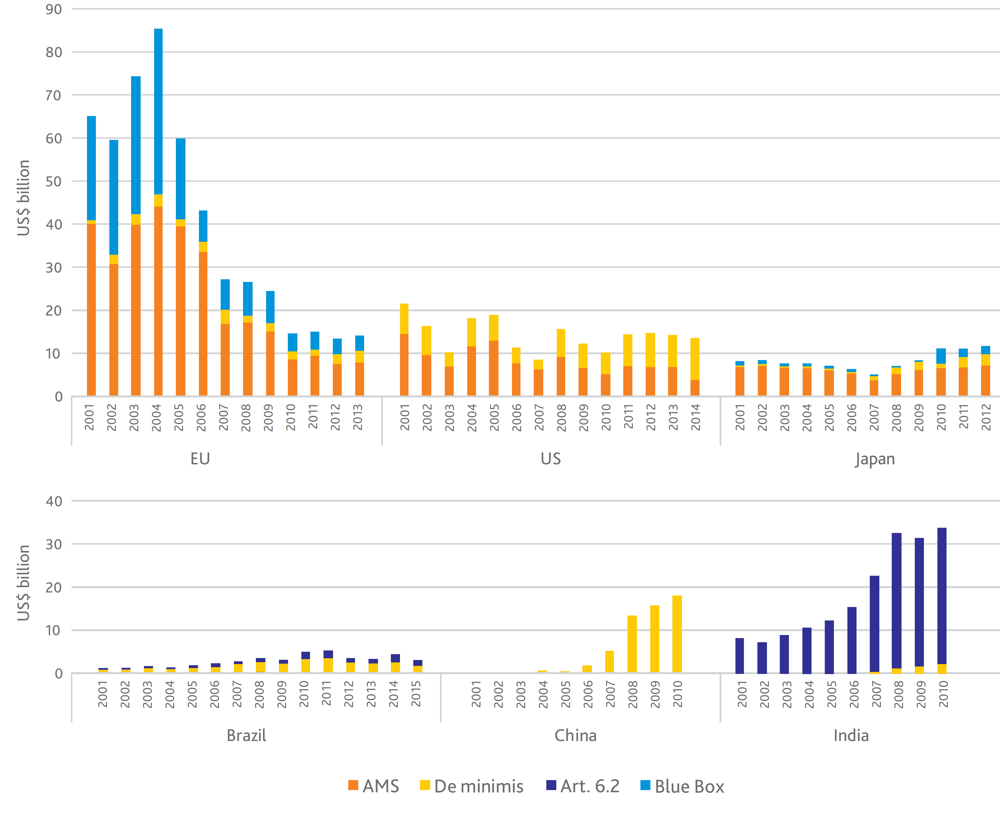 90
80
70
60
50
40
30
20
10
0
US$ billion
2001 2002 2003 2004 2005 2006 2007 2008 2009 2010 2011 2012 2013
2001 2002 2003 2004 2005 2006 2007 2008 2009 2010 2011 2012 2013 2014
2001 2002 2003 2004 2005 2006 2007 2008 2009 2010 2011 2012
EU US Japan
40
30
20
10
0
US$ billion
2001 2002 2003 2004 2005 2006 2007 2008 2009 2010 2011 2012 2013 2014 2015
2001 2002 2003 2004 2005 2006 2007 2008 2009 2010
2001 2002 2003 2004 2005 2006 2007 2008 2009 2010
Brazil China India
AMS De minimis Art. 6.2 Blue Box